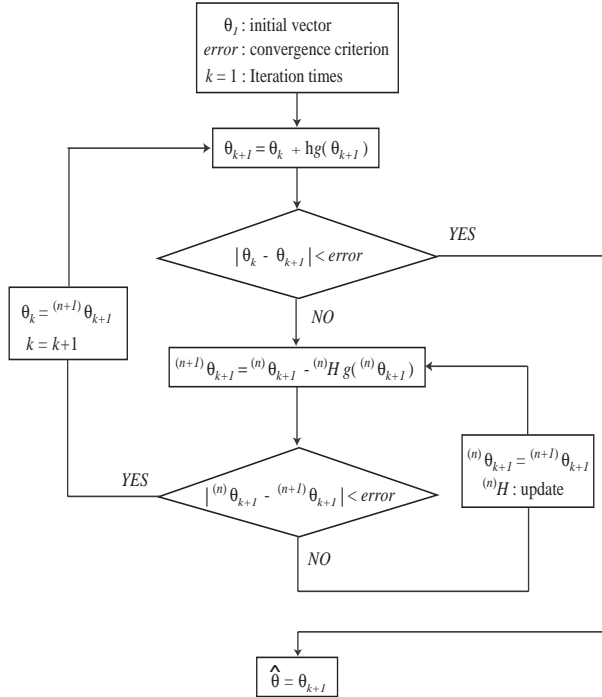 θ₁ : initial vector
error : convergence criterion
k = 1 : Iteration times
θₖ₊₁ = θₖ + hg(θₖ₊₁)
|θₖ - θₖ₊₁| < error
YES
NO
θₖ = ⁽ⁿ⁺¹⁾θₖ₊₁
k = k+1
⁽ⁿ⁺¹⁾θₖ₊₁ = ⁽ⁿ⁾θₖ₊₁ - ⁽ⁿ⁾H g(⁽ⁿ⁾θₖ₊₁)
⁽ⁿ⁾θₖ₊₁ = ⁽ⁿ⁺¹⁾θₖ₊₁
⁽ⁿ⁾H : update
YES
|⁽ⁿ⁾θₖ₊₁ - ⁽ⁿ⁺¹⁾θₖ₊₁| < error
NO
θ̂ = θₖ₊₁